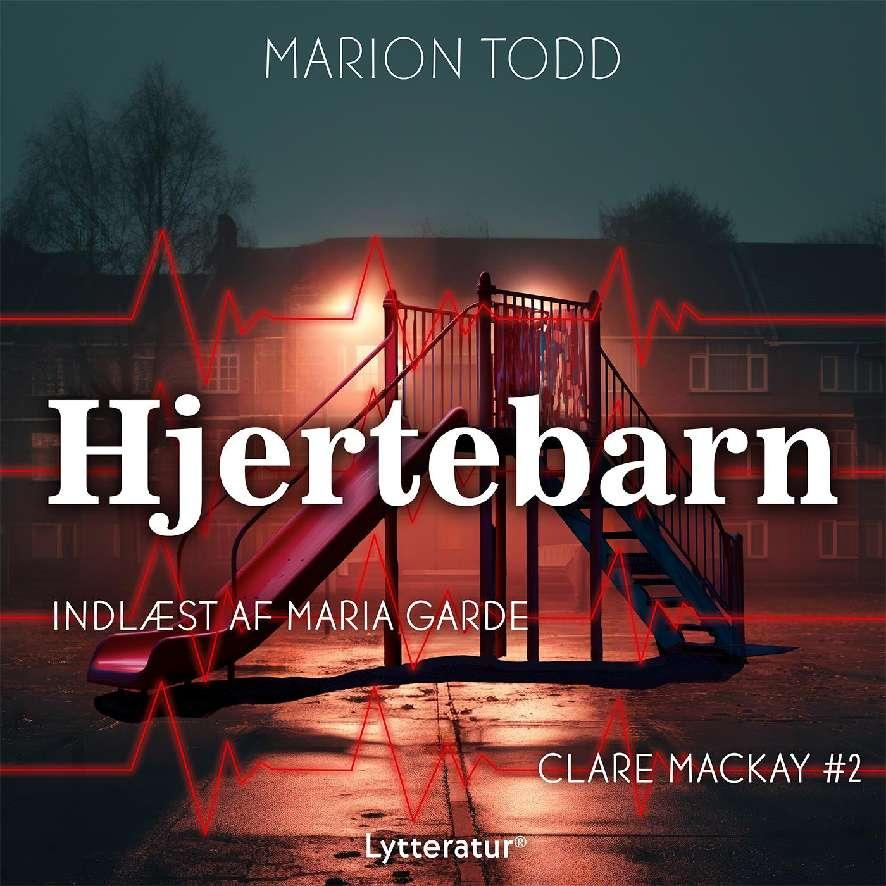 MARION TODD
Hjertebarn
INDLÆST AF MARIA GARDE
CLARE MACKAY #2
Lytteratur®